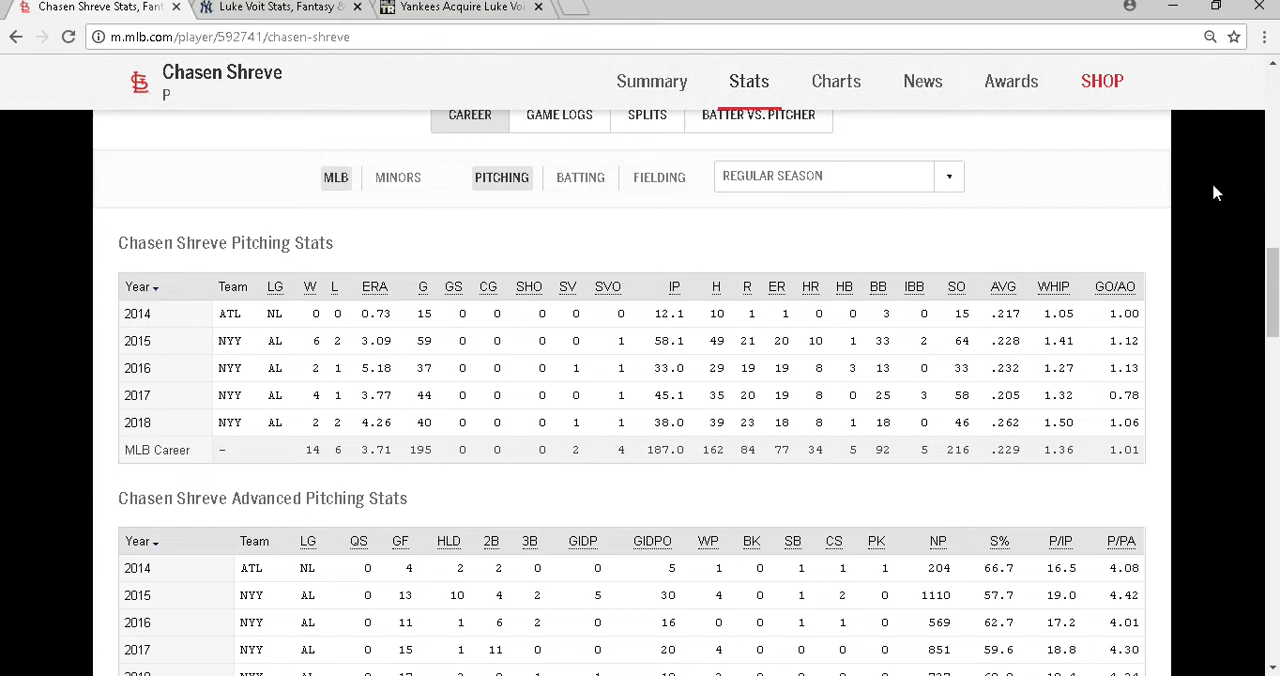 Chasen Shreve Stats, Fant
Luke Voit Stats, Fantasy &
Yankees Acquire Luke Voi
m.mlb.com/player/592741/chasen-shreve
Chasen Shreve
P
Summary Stats Charts News Awards SHOP
CAREER GAME LOGS SPLITS BATTER VS. PITCHER
MLB MINORS PITCHING BATTING FIELDING REGULAR SEASON
Chasen Shreve Pitching Stats
Year Team LG W L ERA G GS CG SHO SV SVO IP H R ER HR HB BB IBB SO AVG WHIP GO/AO
2014 ATL NL 0 0 0.73 15 0 0 0 0 0 12.1 10 1 1 0 0 3 0 15 .217 1.05 1.00
2015 NYY AL 6 2 3.09 59 0 0 0 0 1 58.1 49 21 20 10 1 33 2 64 .228 1.41 1.12
2016 NYY AL 2 1 5.18 37 0 0 0 1 1 33.0 29 19 19 8 3 13 0 33 .232 1.27 1.13
2017 NYY AL 4 1 3.77 44 0 0 0 0 1 45.1 35 20 19 8 0 25 3 58 .205 1.32 0.78
2018 NYY AL 2 2 4.26 40 0 0 0 1 1 38.0 39 23 18 8 1 18 0 46 .262 1.50 1.06
MLB Career - 14 6 3.71 195 0 0 0 2 4 187.0 162 84 77 34 5 92 5 216 .229 1.36 1.01
Chasen Shreve Advanced Pitching Stats
Year Team LG QS GF HLD 2B 3B GIDP GIDPO WP BK SB CS PK NP S% P/IP P/PA
2014 ATL NL 0 4 2 2 0 0 5 1 0 1 1 1 204 66.7 16.5 4.08
2015 NYY AL 0 13 10 4 2 5 30 4 0 1 2 0 1110 57.7 19.0 4.42
2016 NYY AL 0 11 1 6 2 0 16 0 0 1 1 0 569 62.7 17.2 4.01
2017 NYY AL 0 15 1 11 0 0 20 4 0 0 0 0 851 59.6 18.8 4.30